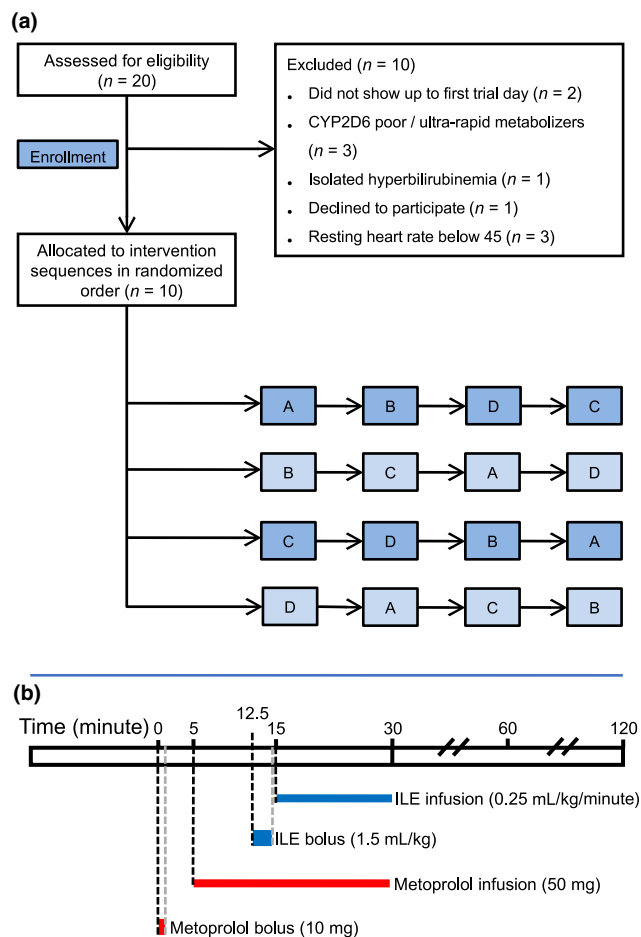 (a)
Assessed for eligibility
(n = 20)
Excluded (n = 10)
• Did not show up to first trial day (n = 2)
• CYP2D6 poor / ultra-rapid metabolizers
(n = 3)
• Isolated hyperbilirubinemia (n = 1)
• Declined to participate (n = 1)
• Resting heart rate below 45 (n = 3)
Enrollment
Allocated to intervention
sequences in randomized
order (n = 10)
A B D C
B C A D
C D B A
D A C B
(b)
Time (minute) 0 5 12.5 15 30 60 120
ILE infusion (0.25 mL/kg/minute)
ILE bolus (1.5 mL/kg)
Metoprolol infusion (50 mg)
Metoprolol bolus (10 mg)